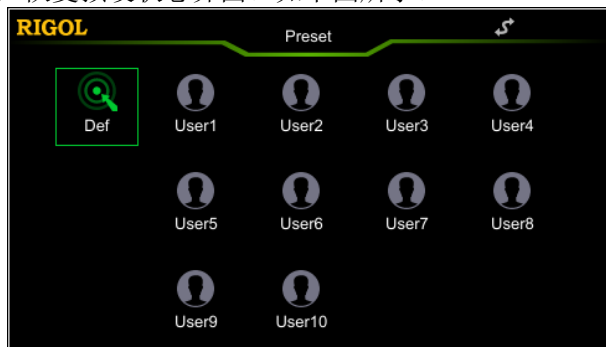 RIGOL
Preset
Def User1 User2 User3 User4
User5 User6 User7 User8
User9 User10